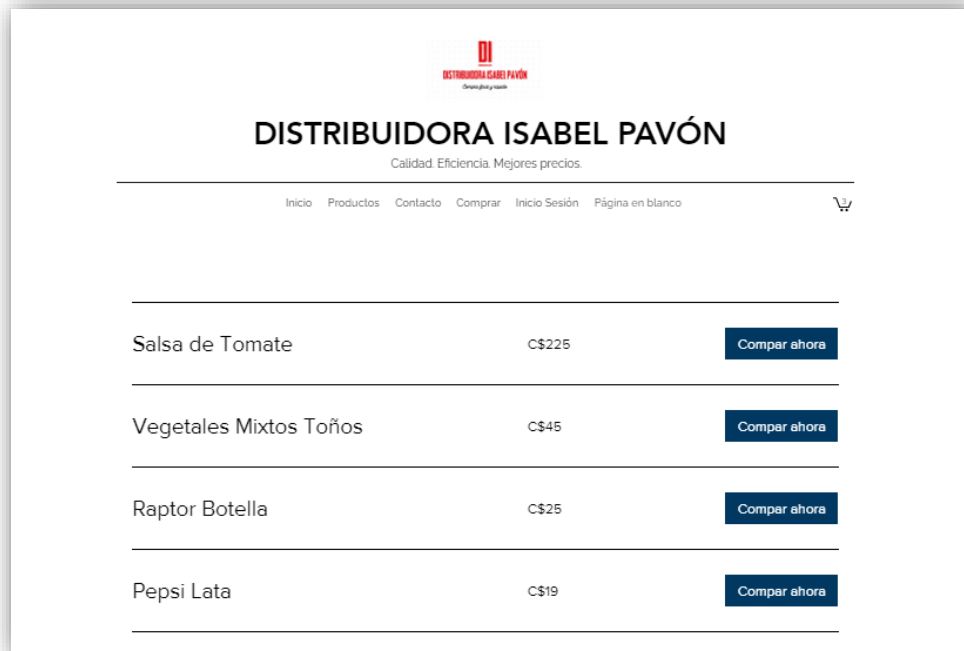 DI
DISTRIBUIDORA ISABEL PAVÓN
DISTRIBUIDORA ISABEL PAVÓN
Calidad. Eficiencia. Mejores precios.
Inicio Productos Contacto Comprar Inicio Sesión Página en blanco 3
Salsa de Tomate C$225 Compar ahora
Vegetales Mixtos Toños C$45 Compar ahora
Raptor Botella C$25 Compar ahora
Pepsi Lata C$19 Compar ahora